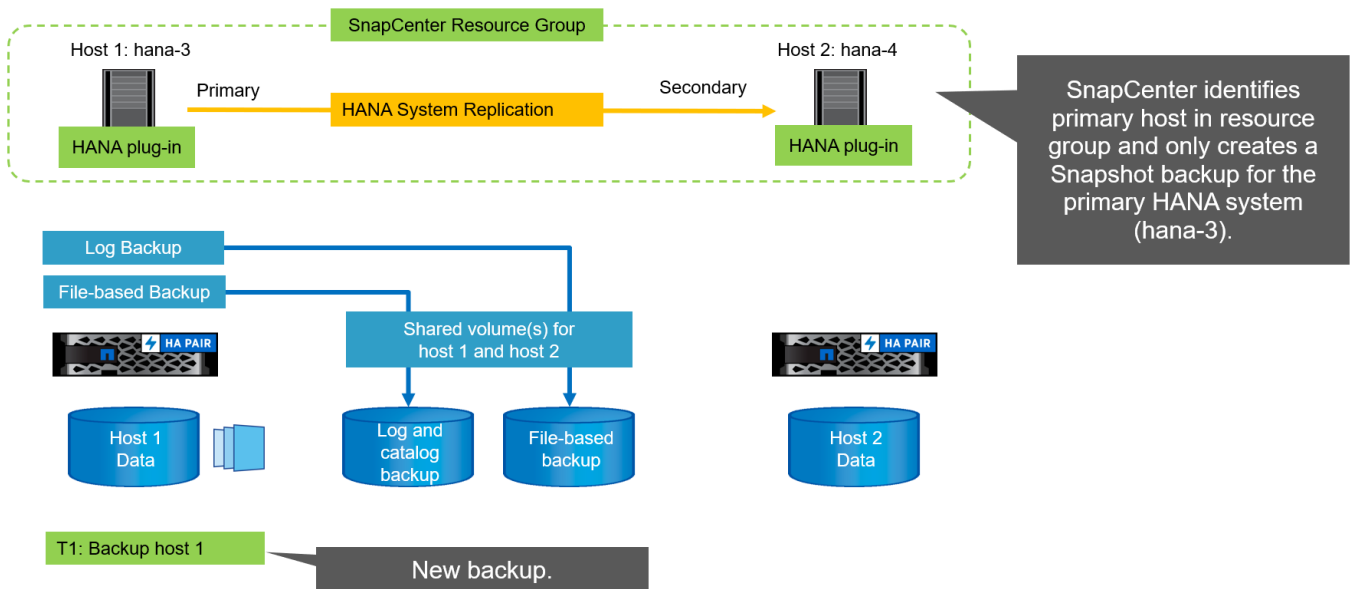 SnapCenter Resource Group
Host 1: hana-3
Host 2: hana-4
Primary
HANA System Replication
Secondary
HANA plug-in
HANA plug-in
SnapCenter identifies
primary host in resource
group and only creates a
Snapshot backup for the
primary HANA system
(hana-3).
Log Backup
File-based Backup
Shared volume(s) for
host 1 and host 2
HA PAIR
HA PAIR
Host 1
Data
Log and
catalog
backup
File-based
backup
Host 2
Data
T1: Backup host 1
New backup.